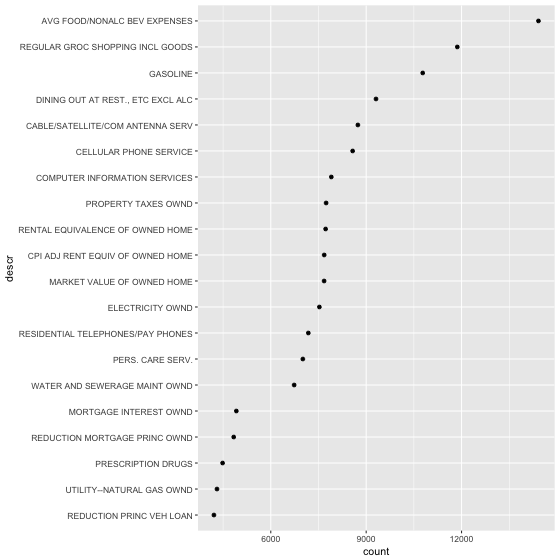 AVG FOOD/NONALC BEV EXPENSES
REGULAR GROC SHOPPING INCL GOODS
GASOLINE
DINING OUT AT REST., ETC EXCL ALC
CABLE/SATELLITE/COM ANTENNA SERV
CELLULAR PHONE SERVICE
COMPUTER INFORMATION SERVICES
PROPERTY TAXES OWND
RENTAL EQUIVALENCE OF OWNED HOME
CPI ADJ RENT EQUIV OF OWNED HOME
MARKET VALUE OF OWNED HOME
ELECTRICITY OWND
RESIDENTIAL TELEPHONES/PAY PHONES
PERS. CARE SERV.
WATER AND SEWERAGE MAINT OWND
MORTGAGE INTEREST OWND
REDUCTION MORTGAGE PRINC OWND
PRESCRIPTION DRUGS
UTILITY--NATURAL GAS OWND
REDUCTION PRINC VEH LOAN
descr
6000 9000 12000
count